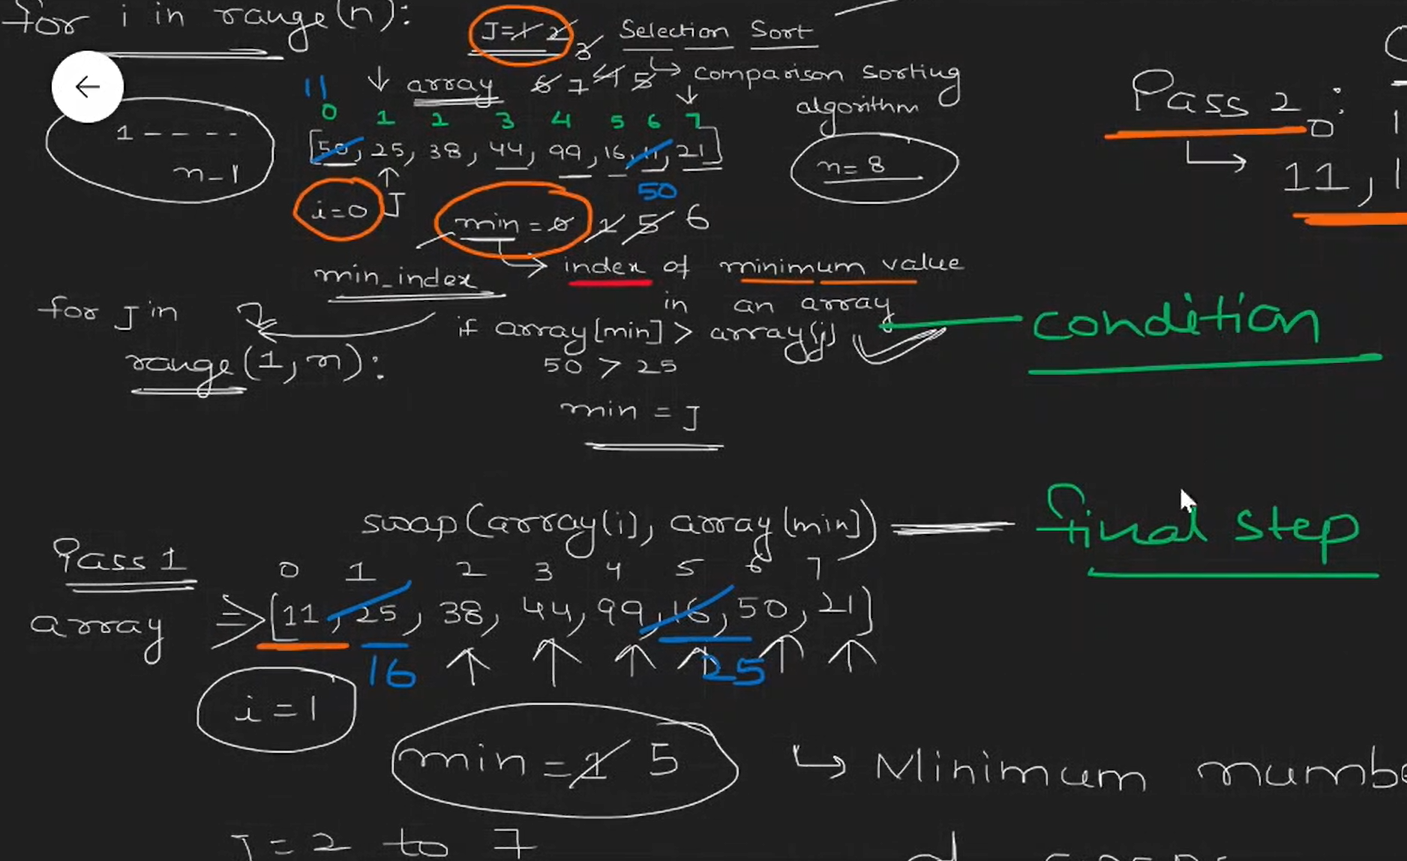 for i in range(n):
J=1 2 3 Selection Sort
array 6 7 4 5 → comparison sorting
algorithm
11
0 1 2 3 4 5 6 7
[50, 25, 38, 44, 99, 16, 11, 21]
1 - - - -
n-1
n=8
50
i=0 J min = 0 1 5 6
min_index
index of minimum value
in an array
for J in
range(1, n):
if array[min] > array[j]
condition
50 > 25
min = J
swap(array[i], array[min])
final step
Pass 1
0 1 2 3 4 5 6 7
array ⇒ [11, 25, 38, 44, 99, 16, 50, 21]
16 25
i=1
min = 1 5
J = 2 to 7
Pass 2:
0 1
11, 1
Minimum numbe